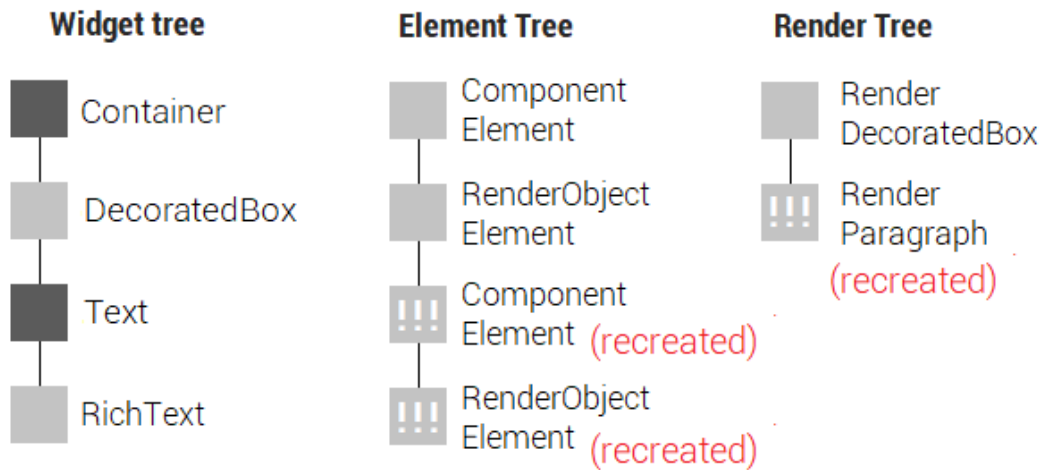 Widget tree
Container
DecoratedBox
Text
RichText
Element Tree
Component
Element
RenderObject
Element
!!! Component
Element (recreated)
!!! RenderObject
Element (recreated)
Render Tree
Render
DecoratedBox
!!! Render
Paragraph
(recreated)